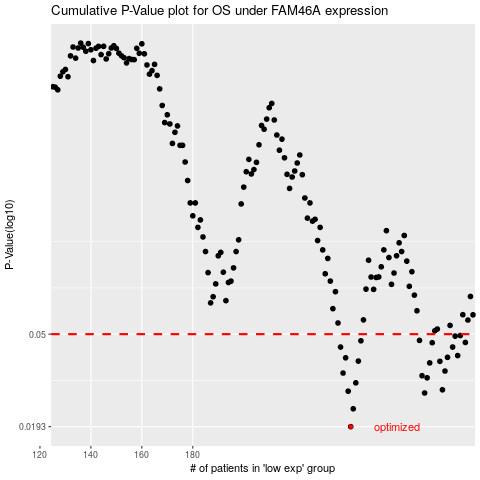 Cumulative P-Value plot for OS under FAM46A expression
P-Value(log10)
0.05
0.0193
optimized
120 140 160 180
# of patients in 'low exp' group